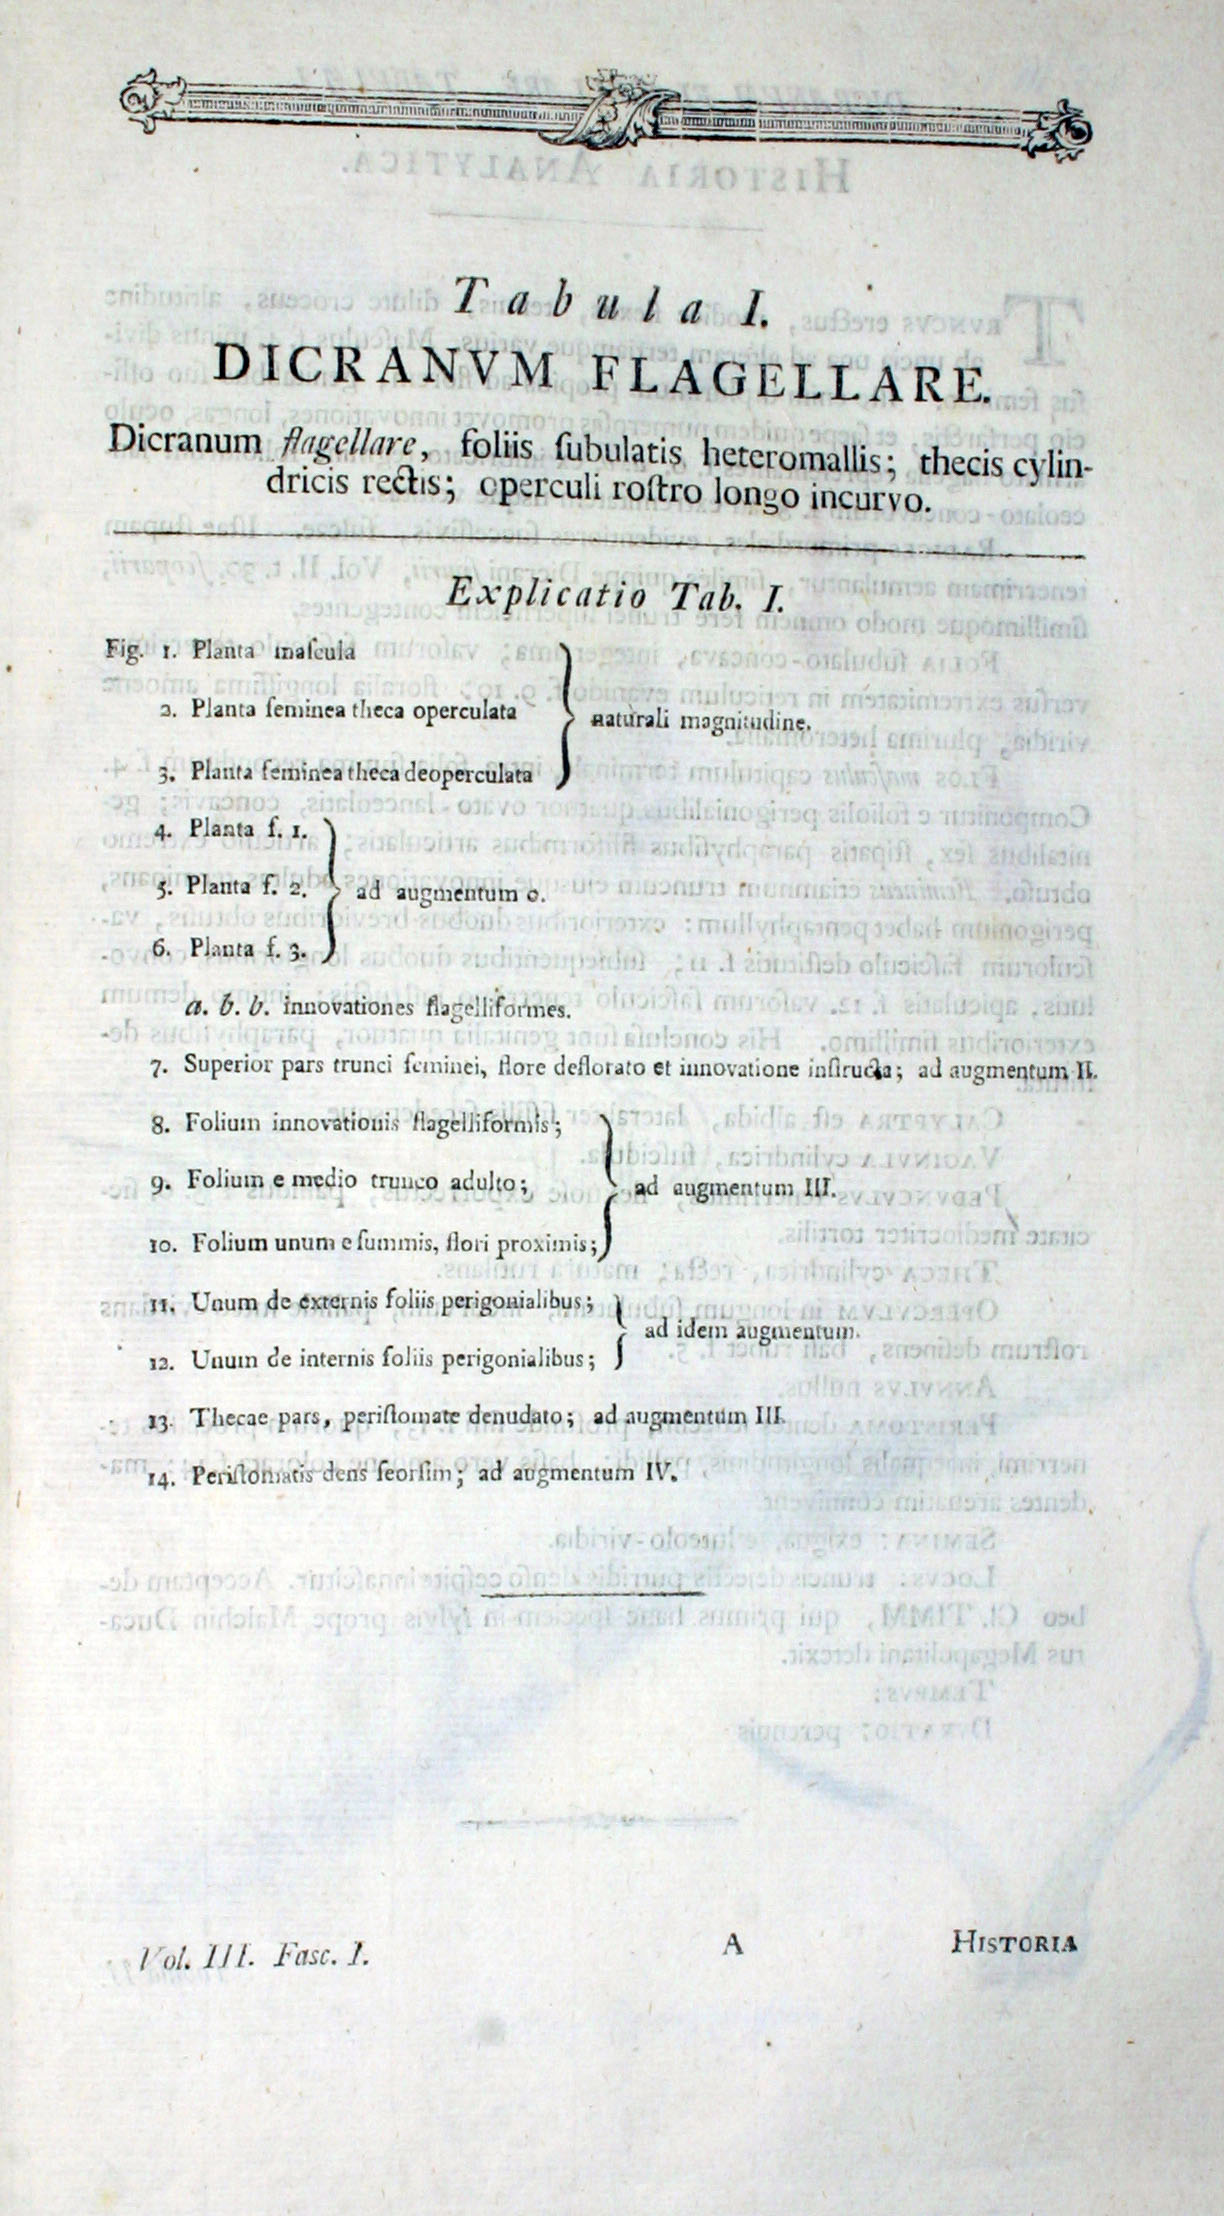 Tabula I.
DICRANVM FLAGELLARE.
Dicranum flagellare, foliis ſubulatis heteromallis; thecis cylin-
dricis rectis; operculi roſtro longo incurvo.
Explicatio Tab. I.
Fig. 1. Planta maſcula
2. Planta feminea theca operculata
naturali magnitudine.
3. Planta feminea theca deoperculata
4. Planta f. 1.
5. Planta f. 2.
ad augmentum 0.
6. Planta f. 3.
a. b. b. innovationes flagelliformes.
7. Superior pars trunci feminei, flore deflorato et innovatione inſtructa; ad augmentum II.
8. Folium innovationis flagelliformis;
9. Folium e medio trunco adulto;
ad augmentum III.
10. Folium unum e ſummis, flori proximis;
11. Unum de externis foliis perigonialibus;
ad idem augmentum.
12. Unum de internis foliis perigonialibus;
13. Thecae pars, periſtomate denudato; ad augmentum III.
14. Periſtomatis dens ſeorſim; ad augmentum IV.
Vol. III. Fasc. I.
A
HISTORIA